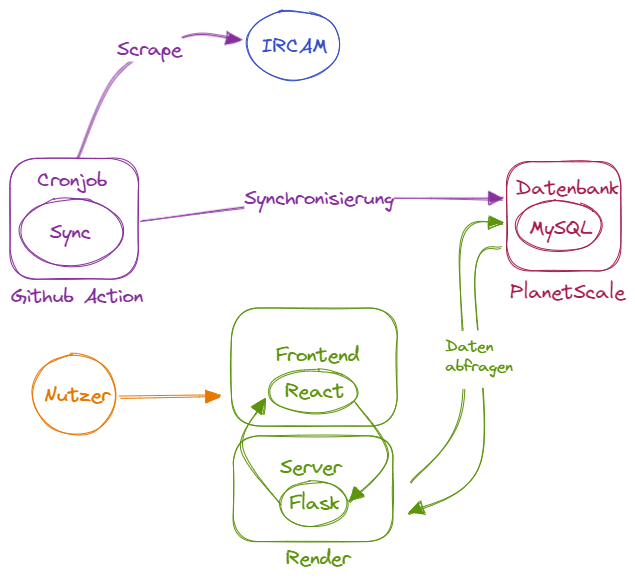 IRCAM
Scrape
Cronjob
Sync
Github Action
Synchronisierung
Datenbank
MySQL
PlanetScale
Daten
abfragen
Nutzer
Frontend
React
Server
Flask
Render